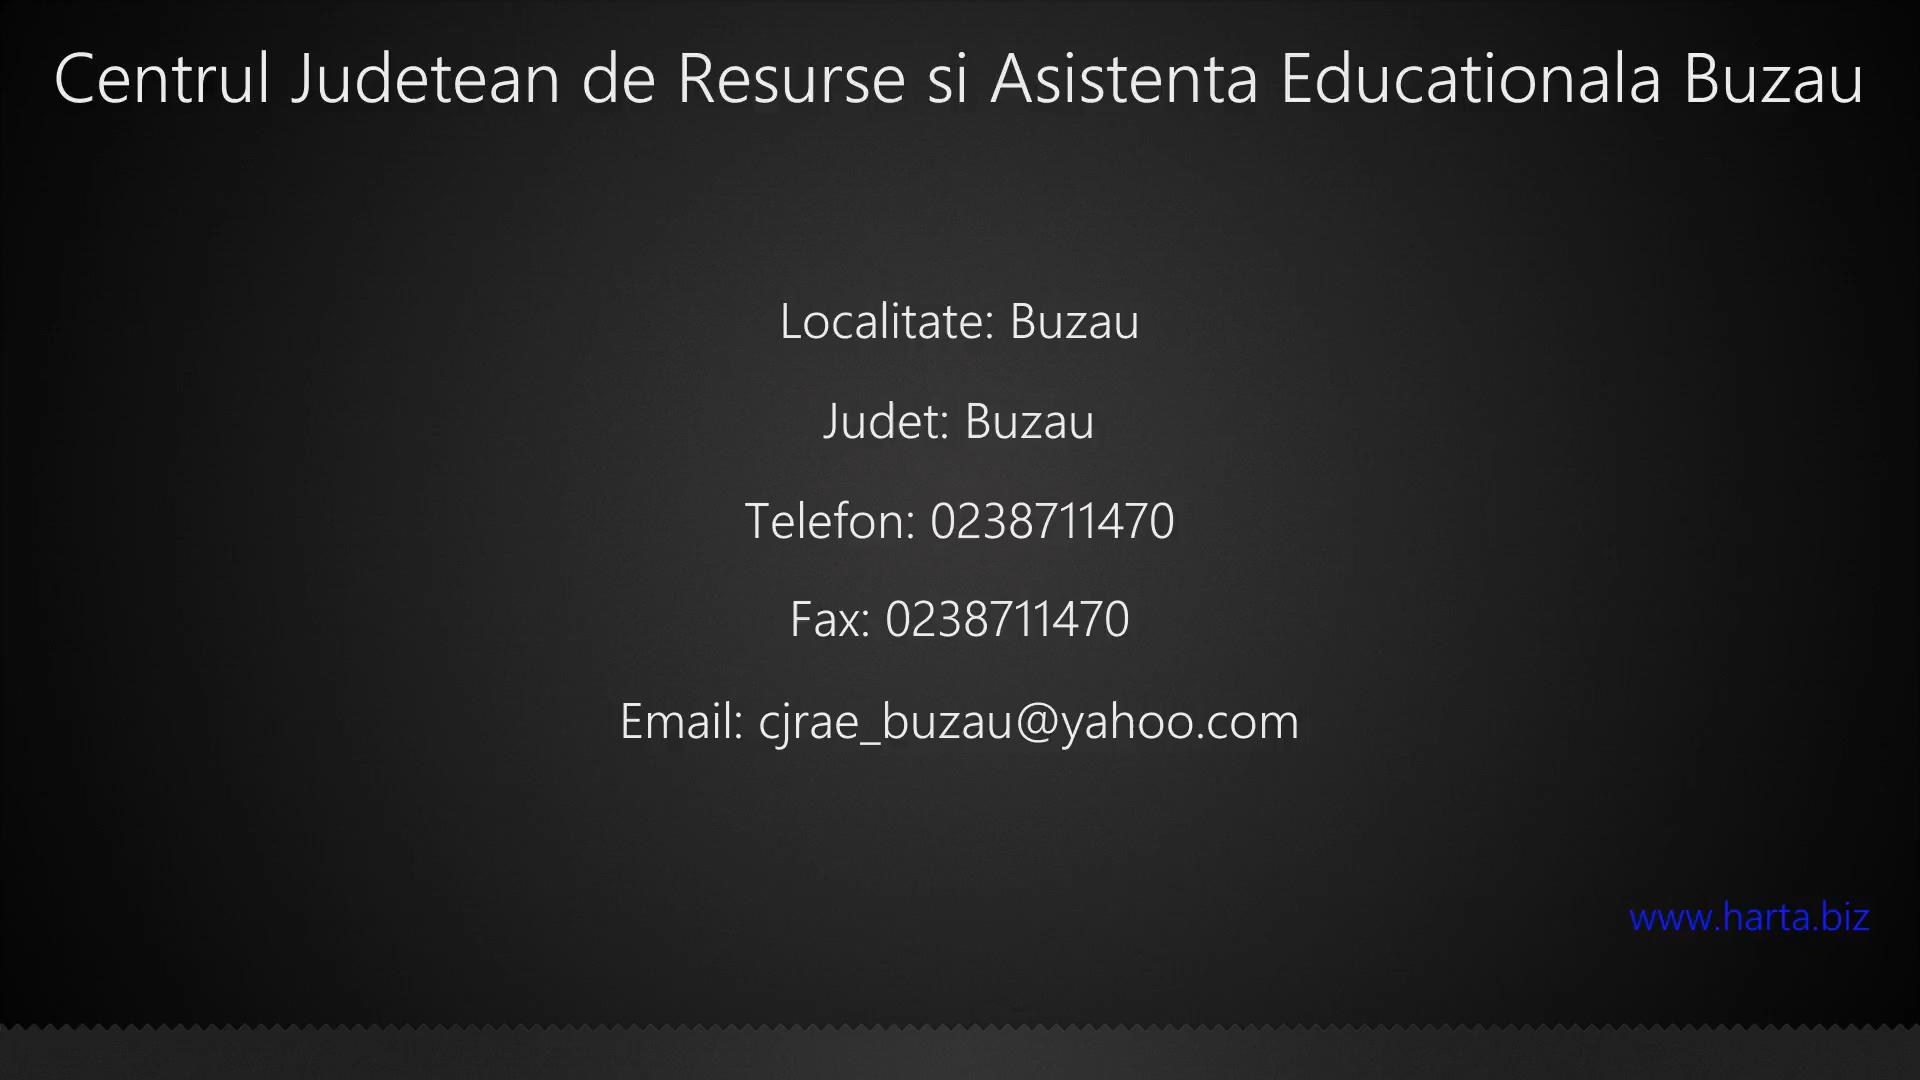 Centrul Judetean de Resurse si Asistenta Educationala Buzau
Localitate: Buzau
Judet: Buzau
Telefon: 0238711470
Fax: 0238711470
Email: cjrae_buzau@yahoo.com
www.harta.biz